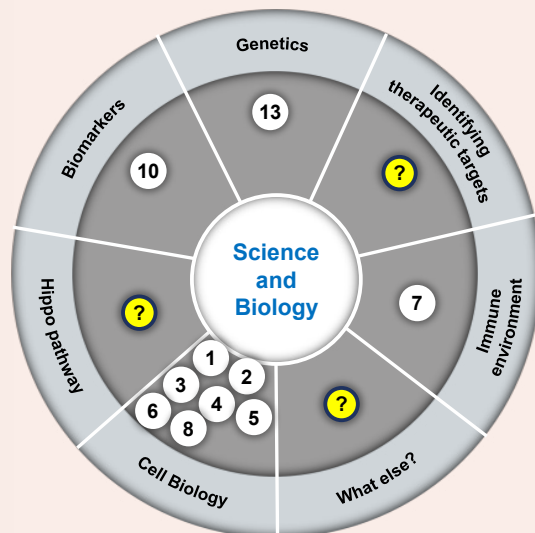 Genetics
Identifying
therapeutic targets
Biomarkers
13
10
?
Science
and
Biology
Immune
environment
7
Hippo pathway
?
1
2
3
4
5
6
8
?
Cell Biology
What else?